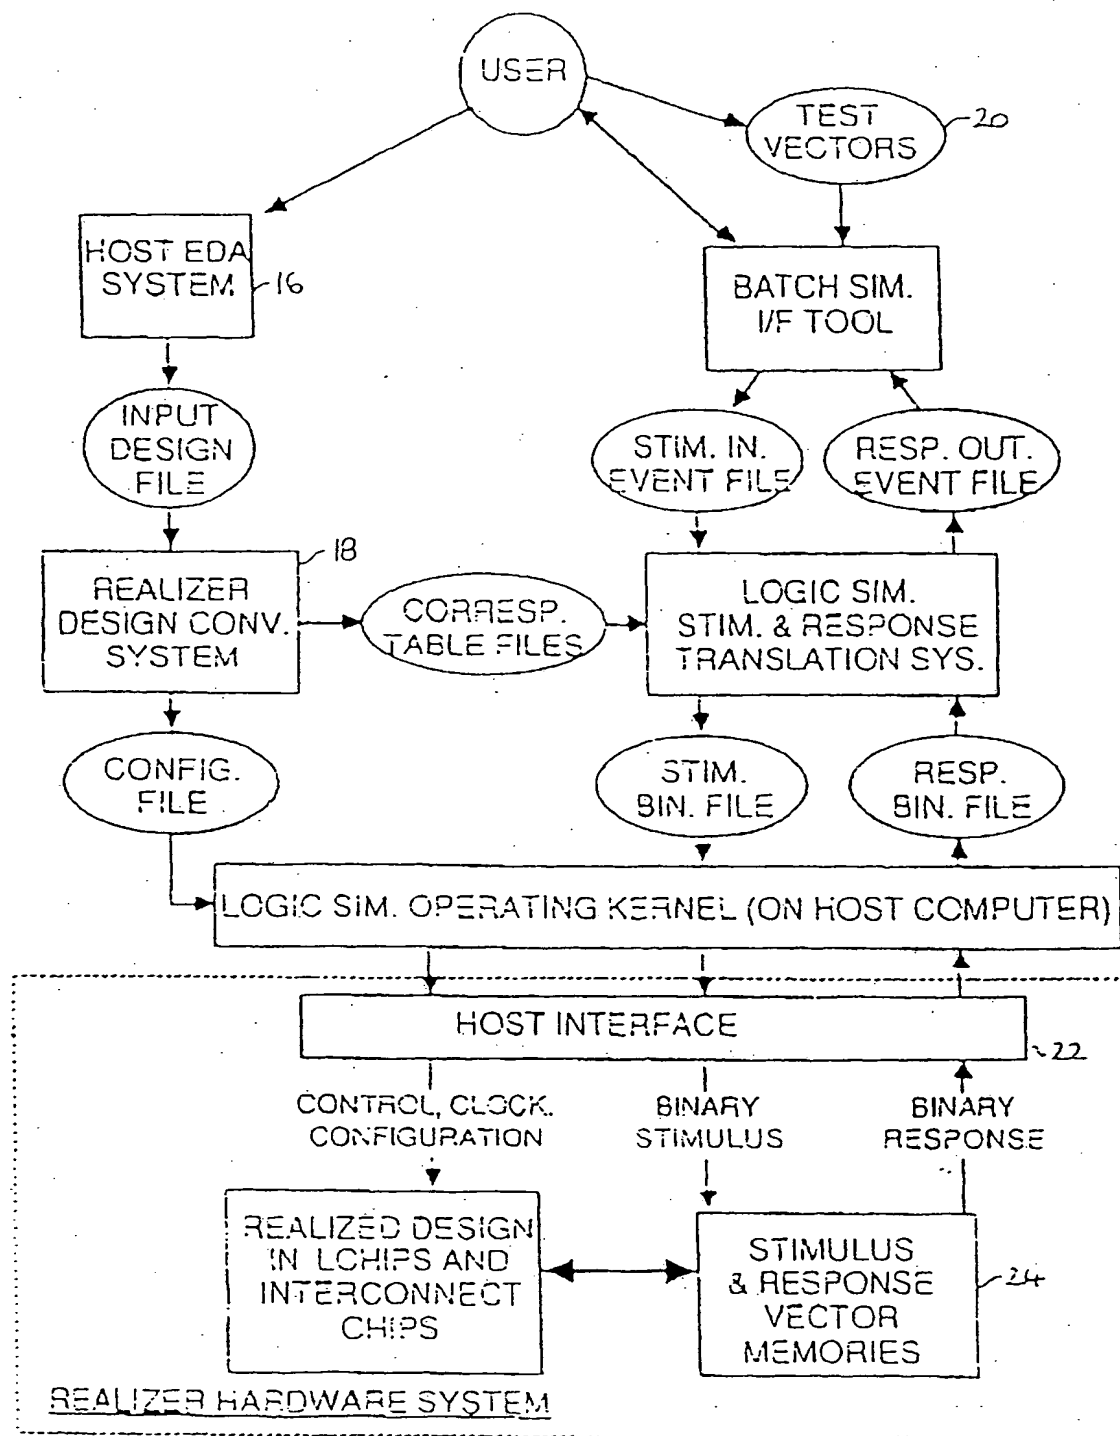 USER
TEST
VECTORS
20
HOST EDA
SYSTEM
16
BATCH SIM.
I/F TOOL
INPUT
DESIGN
FILE
STIM. IN.
EVENT FILE
RESP. OUT.
EVENT FILE
18
REALIZER
DESIGN CONV.
SYSTEM
CORRESP.
TABLE FILES
LOGIC SIM.
STIM. & RESPONSE
TRANSLATION SYS.
CONFIG.
FILE
STIM.
BIN. FILE
RESP.
BIN. FILE
LOGIC SIM. OPERATING KERNEL (ON HOST COMPUTER)
HOST INTERFACE
22
CONTROL, CLOCK.
CONFIGURATION
BINARY
STIMULUS
BINARY
RESPONSE
REALIZED DESIGN
IN LCHIPS AND
INTERCONNECT
CHIPS
STIMULUS
& RESPONSE
VECTOR
MEMORIES
24
REALIZER HARDWARE SYSTEM